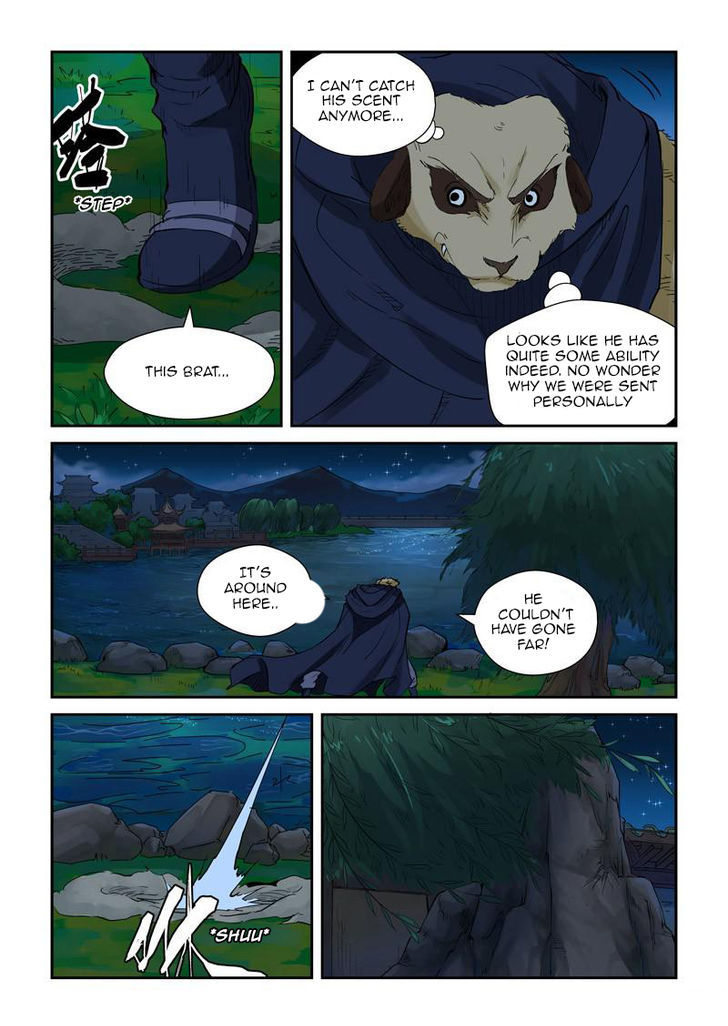 *STEP*
THIS BRAT...
I CAN'T CATCH
HIS SCENT
ANYMORE...
LOOKS LIKE HE HAS
QUITE SOME ABILITY
INDEED. NO WONDER
WHY WE WERE SENT
PERSONALLY
IT'S
AROUND
HERE..
HE
COULDN'T
HAVE GONE
FAR!
*SHUU*